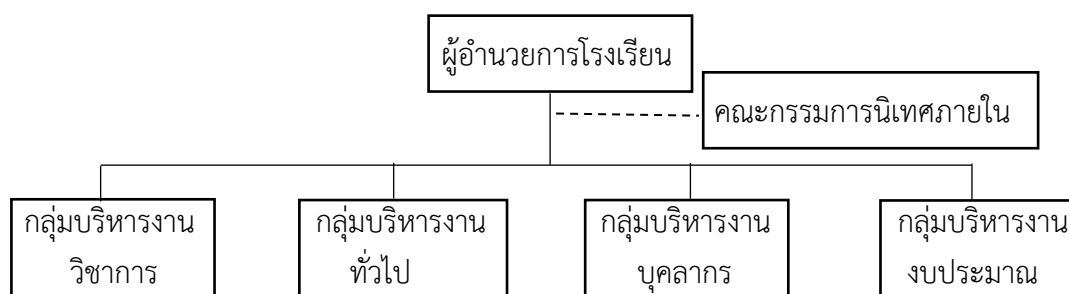 ผู้อำนวยการโรงเรียน
คณะกรรมการนิเทศภายใน
กลุ่มบริหารงาน
วิชาการ
กลุ่มบริหารงาน
ทั่วไป
กลุ่มบริหารงาน
บุคลากร
กลุ่มบริหารงาน
งบประมาณ